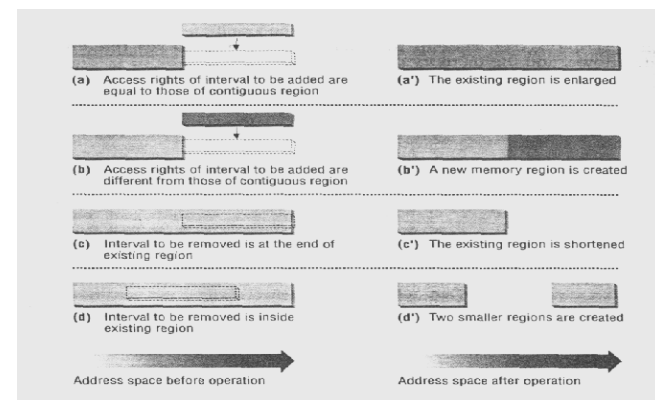 (a) Access rights of interval to be added are
equal to those of contiguous region
(a') The existing region is enlarged
(b) Access rights of interval to be added are
different from those of contiguous region
(b') A new memory region is created
(c) Interval to be removed is at the end of
existing region
(c') The existing region is shortened
(d) Interval to be removed is inside
existing region
(d') Two smaller regions are created
Address space before operation
Address space after operation